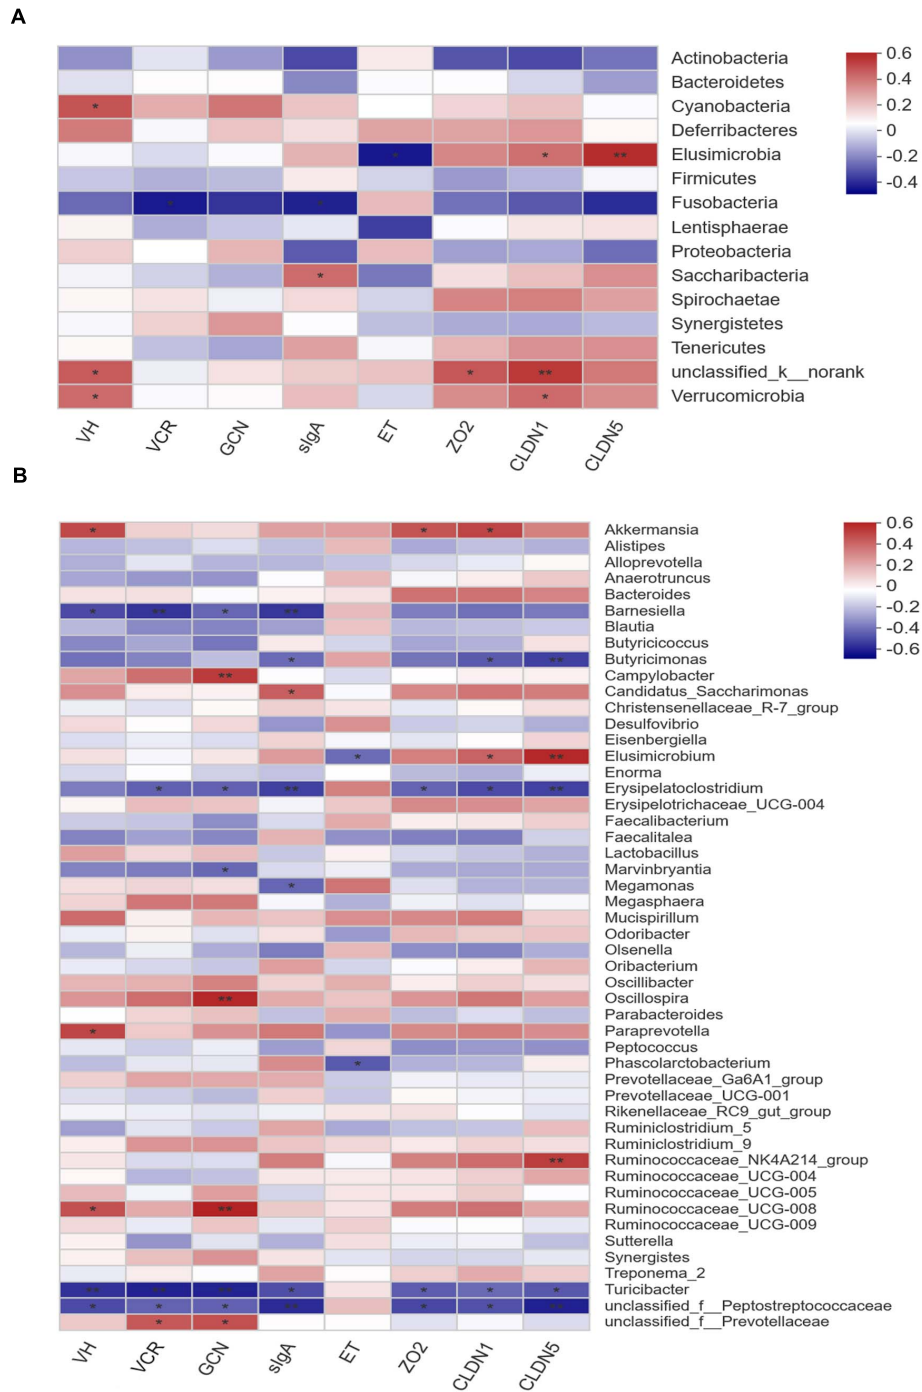 A
Actinobacteria
Bacteroidetes
Cyanobacteria
*
Deferribacteres
Elusimicrobia
* * **
Firmicutes
Fusobacteria
* *
Lentisphaerae
Proteobacteria
Saccharibacteria
*
Spirochaetae
Synergistetes
Tenericutes
unclassified_k__norank
* * **
Verrucomicrobia
* *
0.6
0.4
0.2
0
-0.2
-0.4
VH VCR GCN sIgA ET ZO2 CLDN1 CLDN5
B
* * * Akkermansia
Alistipes
Alloprevotella
Anaerotruncus
Bacteroides
* ** * ** Barnesiella
Blautia
Butyricicoccus
* * ** Butyricimonas
** Campylobacter
* Candidatus_Saccharimonas
Christensenellaceae_R-7_group
Desulfovibrio
Eisenbergiella
* * ** Elusimicrobium
Enorma
* * ** * * ** Erysipelatoclostridium
Erysipelotrichaceae_UCG-004
Faecalibacterium
Faecalitalea
Lactobacillus
* Marvinbryantia
* Megamonas
Megasphaera
Mucispirillum
Odoribacter
Olsenella
Oribacterium
Oscillibacter
** Oscillospira
Parabacteroides
* Paraprevotella
Peptococcus
* Phascolarctobacterium
Prevotellaceae_Ga6A1_group
Prevotellaceae_UCG-001
Rikenellaceae_RC9_gut_group
Ruminiclostridium_5
Ruminiclostridium_9
** Ruminococcaceae_NK4A214_group
Ruminococcaceae_UCG-004
Ruminococcaceae_UCG-005
* ** Ruminococcaceae_UCG-008
Ruminococcaceae_UCG-009
Sutterella
Synergistes
Treponema_2
** ** ** * * * * Turicibacter
* * * ** * * ** unclassified_f__Peptostreptococcaceae
* * unclassified_f__Prevotellaceae
0.6
0.4
0.2
0
-0.2
-0.4
-0.6
VH VCR GCN sIgA ET ZO2 CLDN1 CLDN5